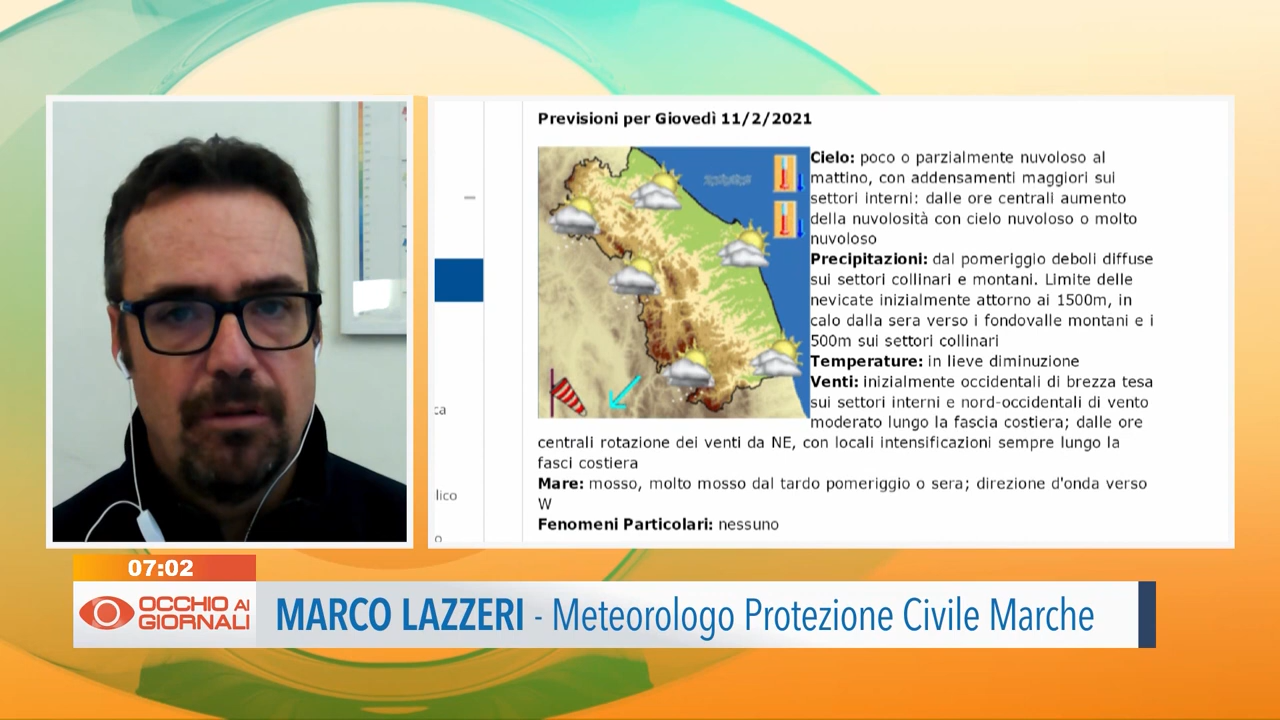 Previsioni per Giovedì 11/2/2021
Cielo: poco o parzialmente nuvoloso al
mattino, con addensamenti maggiori sui
settori interni: dalle ore centrali aumento
della nuvolosità con cielo nuvoloso o molto
nuvoloso
Precipitazioni: dal pomeriggio deboli diffuse
sui settori collinari e montani. Limite delle
nevicate inizialmente attorno ai 1500m, in
calo dalla sera verso i fondovalle montani e i
500m sui settori collinari
Temperature: in lieve diminuzione
Venti: inizialmente occidentali di brezza tesa
sui settori interni e nord-occidentali di vento
moderato lungo la fascia costiera; dalle ore
centrali rotazione dei venti da NE, con locali intensificazioni sempre lungo la
fasci costiera
Mare: mosso, molto mosso dal tardo pomeriggio o sera; direzione d'onda verso
W
Fenomeni Particolari: nessuno
ca
lico
o
07:02
OCCHIO AI
GIORNALI
MARCO LAZZERI - Meteorologo Protezione Civile Marche